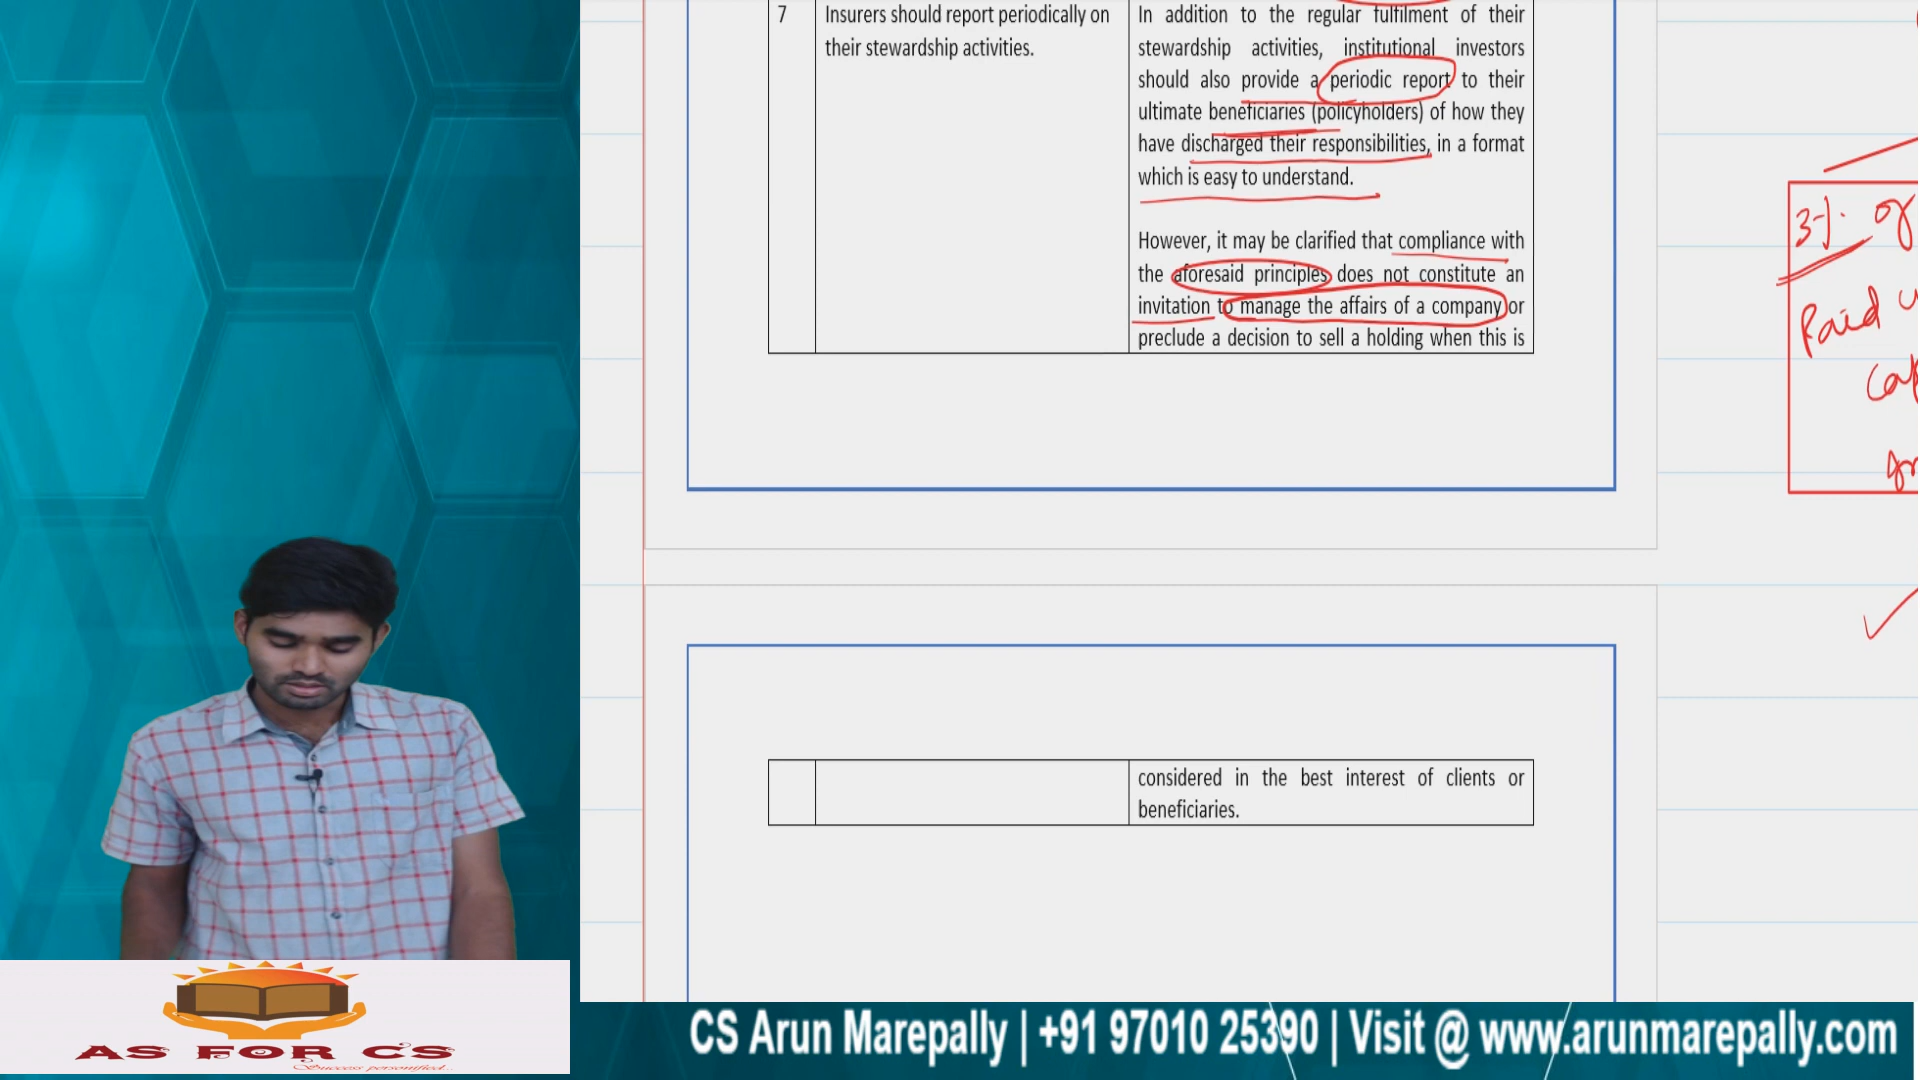 7
Insurers should report periodically on
their stewardship activities.
In addition to the regular fulfilment of their
stewardship activities, institutional investors
should also provide a periodic report to their
ultimate beneficiaries (policyholders) of how they
have discharged their responsibilities, in a format
which is easy to understand.
However, it may be clarified that compliance with
the aforesaid principles does not constitute an
invitation to manage the affairs of a company or
preclude a decision to sell a holding when this is
considered in the best interest of clients or
beneficiaries.
3%. of
Paid
AS FOR CS
Success personified...
CS Arun Marepally | +91 97010 25390 | Visit @ www.arunmarepally.com